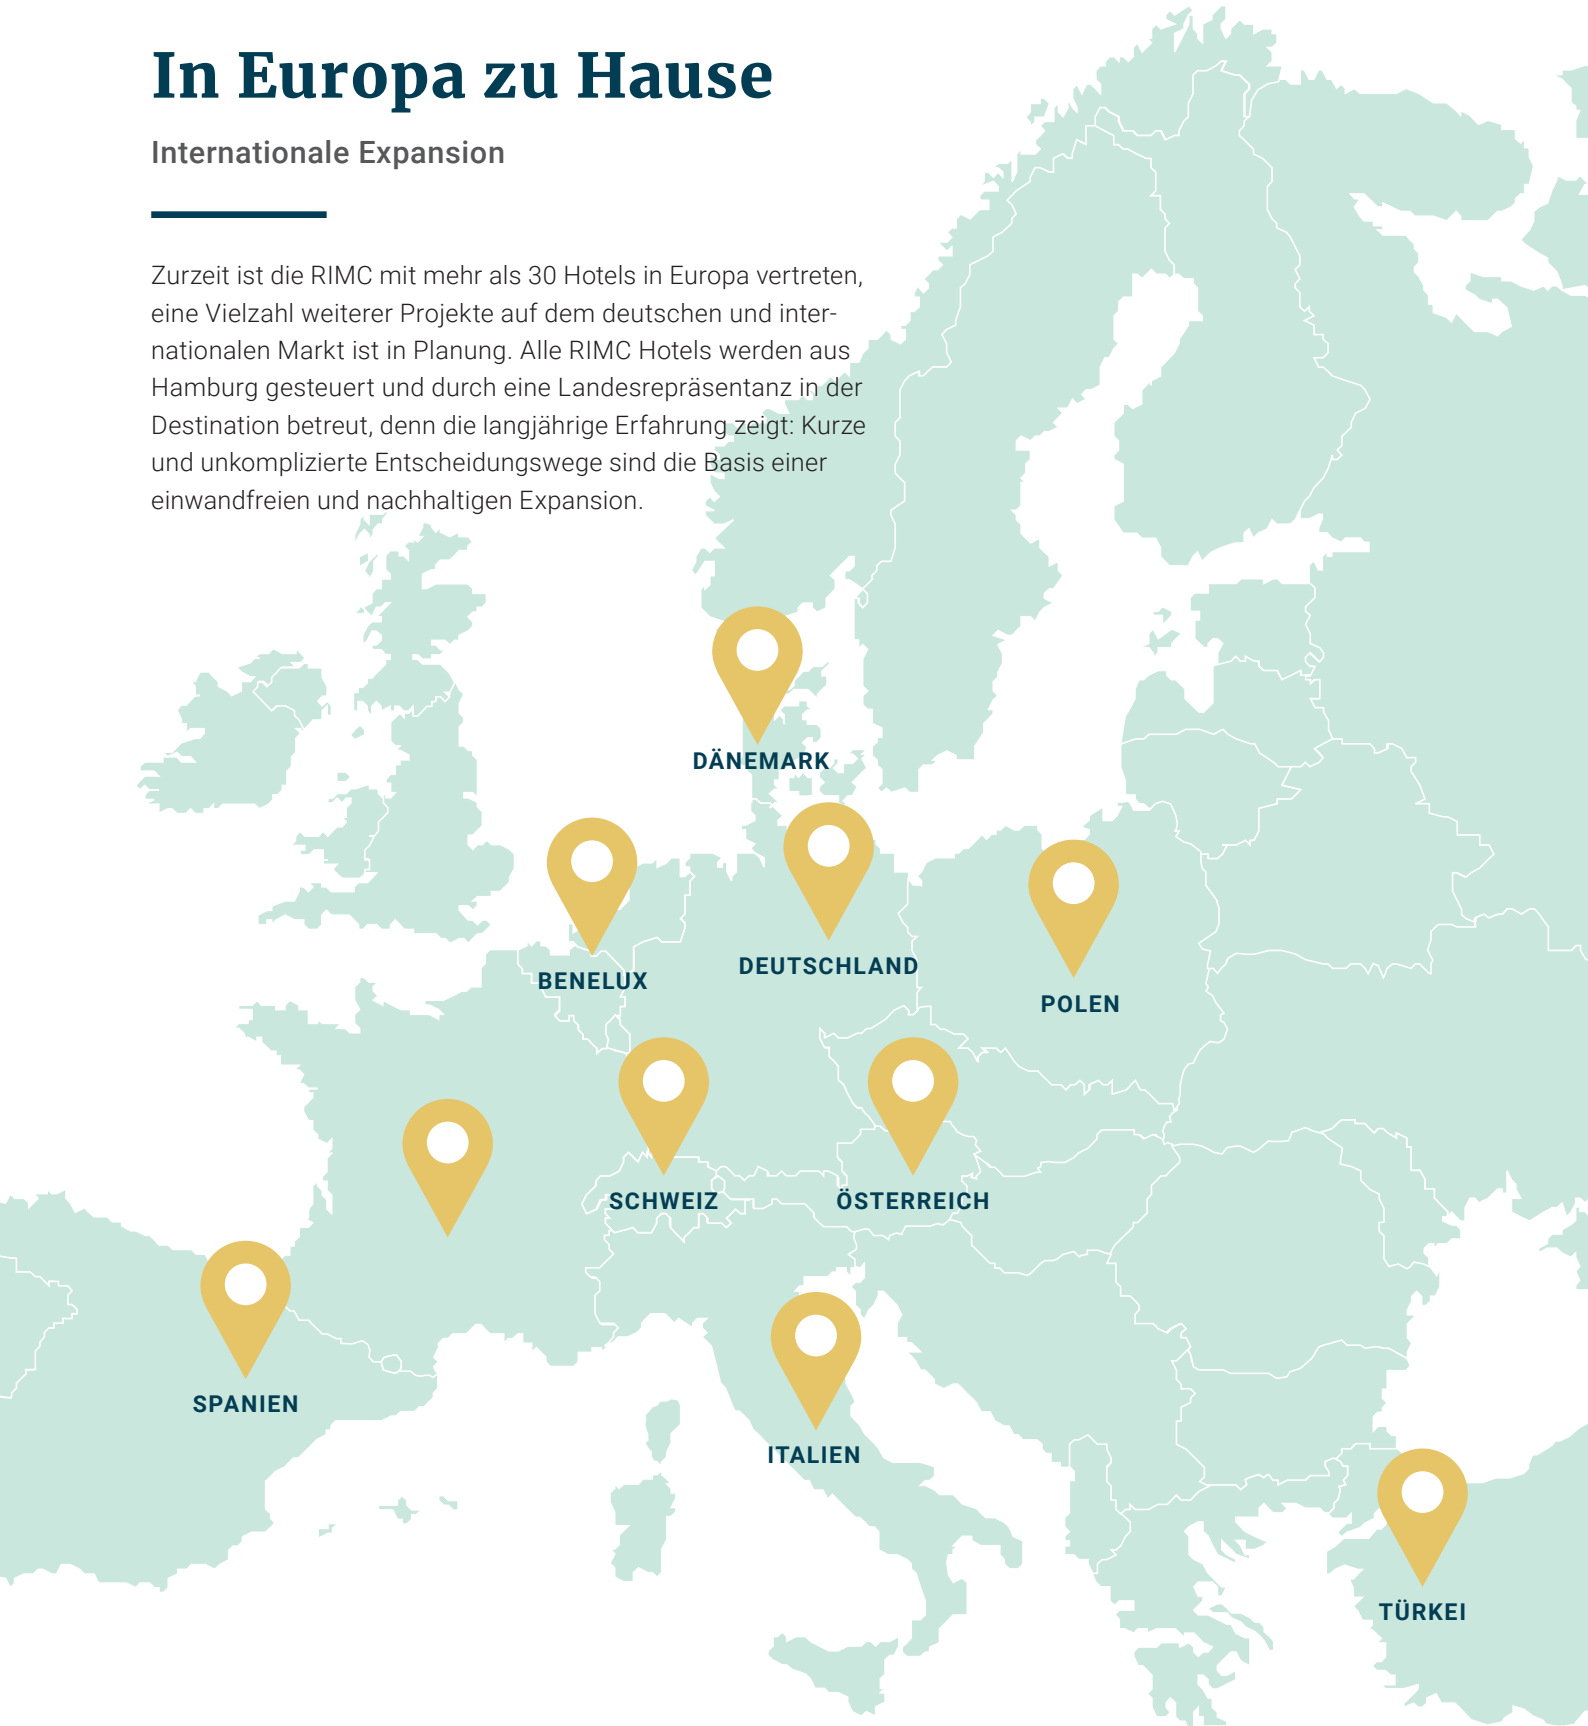 In Europa zu Hause
Internationale Expansion
Zurzeit ist die RIMC mit mehr als 30 Hotels in Europa vertreten,
eine Vielzahl weiterer Projekte auf dem deutschen und inter-
nationalen Markt ist in Planung. Alle RIMC Hotels werden aus
Hamburg gesteuert und durch eine Landesrepräsentanz in der
Destination betreut, denn die langjährige Erfahrung zeigt: Kurze
und unkomplizierte Entscheidungswege sind die Basis einer
einwandfreien und nachhaltigen Expansion.
DÄNEMARK
BENELUX
DEUTSCHLAND
POLEN
SCHWEIZ
ÖSTERREICH
SPANIEN
ITALIEN
TÜRKEI